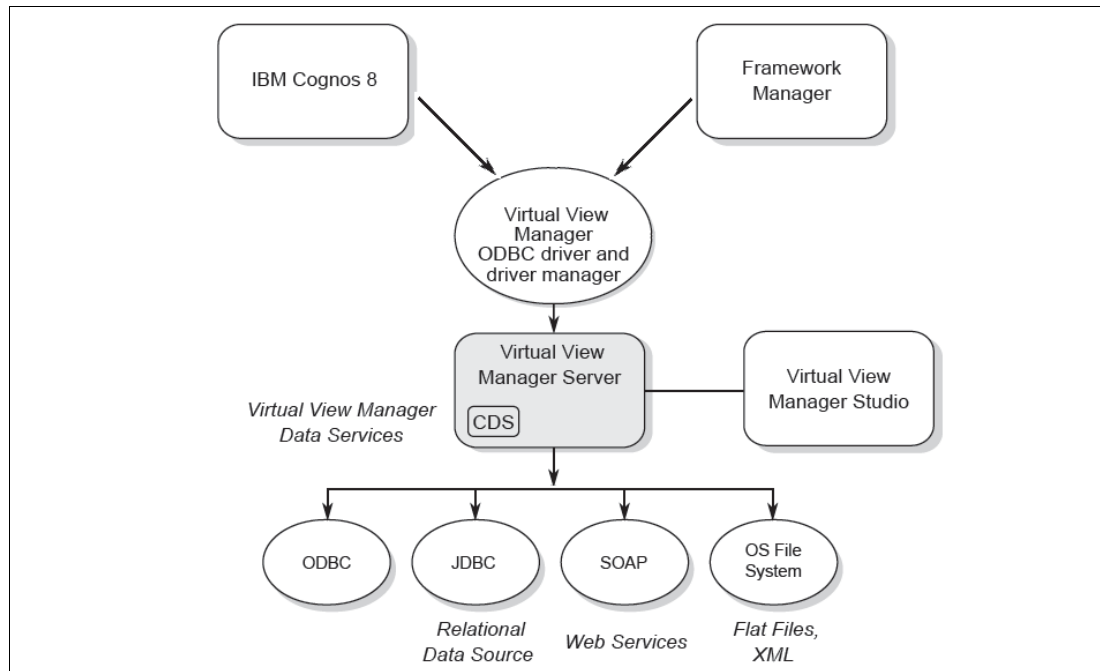 IBM Cognos 8
Framework
Manager
Virtual View
Manager
ODBC driver and
driver manager
Virtual View
Manager Server
CDS
Virtual View
Manager Studio
Virtual View Manager
Data Services
ODBC
JDBC
SOAP
OS File
System
Relational
Data Source
Web Services
Flat Files,
XML